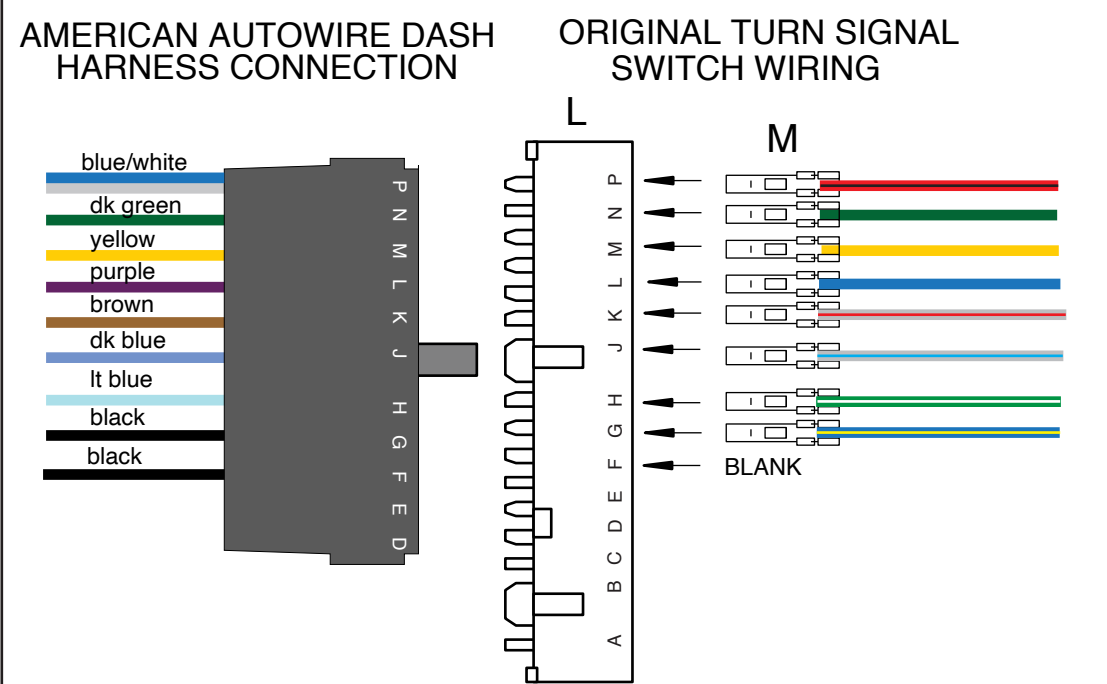 AMERICAN AUTOWIRE DASH
HARNESS CONNECTION
ORIGINAL TURN SIGNAL
SWITCH WIRING
L
M
blue/white
dk green
yellow
purple
brown
dk blue
lt blue
black
black
P
N
M
L
K
J
H
G
F
E
D
P
N
M
L
K
J
H
G
F
E
D
C
B
A
BLANK